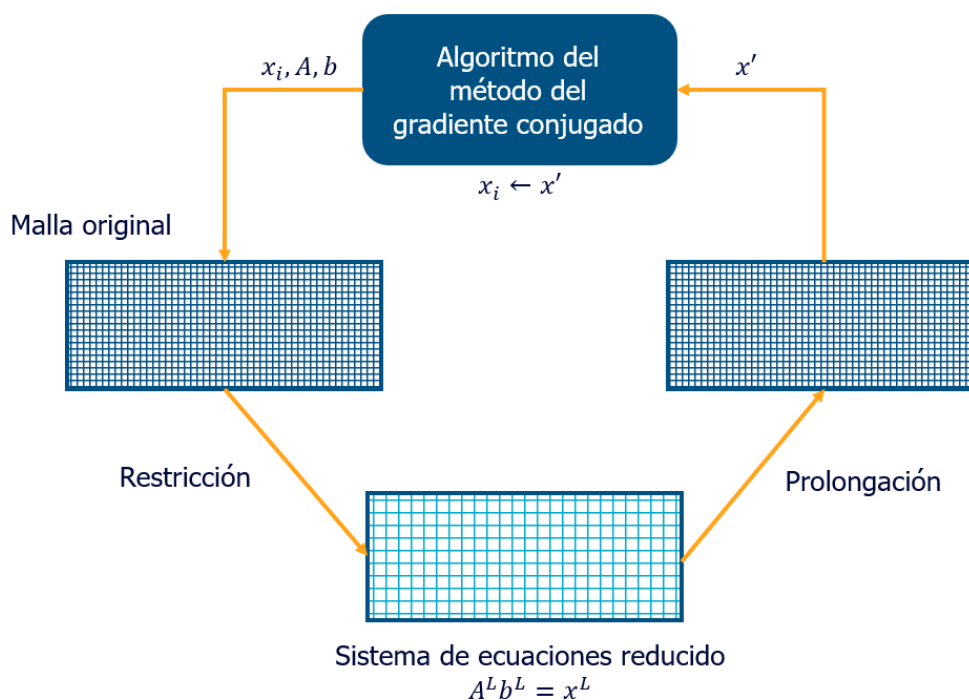 Algoritmo del
método del
gradiente conjugado
x_i, A, b
x'
x_i ← x'
Malla original
Restricción
Prolongación
Sistema de ecuaciones reducido
A^L b^L = x^L